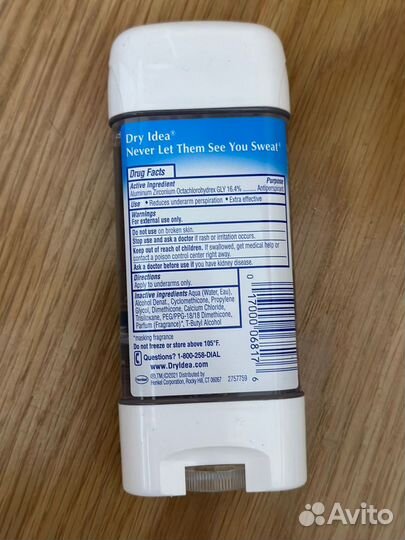 Dry Idea®
Never Let Them See You Sweat®
Drug Facts
Active Ingredient Purpose
Aluminum Zirconium Octachlorohydrex GLY 16.4% Antiperspirant
Use • Reduces underarm perspiration • Extra effective
Warnings
For external use only.
Do not use on broken skin.
Stop use and ask a doctor if rash or irritation occurs.
Keep out of reach of children. If swallowed, get medical help or
contact a poison control center right away.
Ask a doctor before use if you have kidney disease.
Directions
Apply to underarms only.
Inactive ingredients Aqua (Water, Eau),
Alcohol Denat., Cyclomethicone, Propylene
Glycol, Dimethicone, Calcium Chloride,
Trisiloxane, PEG/PPG-18/18 Dimethicone,
Parfum (Fragrance)*, T-Butyl Alcohol
*masking fragrance
Do not freeze or store above 105°F.
Questions? 1-800-258-DIAL
www.DryIdea.com
®,TM,©2021 Distributed by
Henkel Corporation, Rocky Hill, CT 06067 2757759
Henkel
0 17000 06817 6
Avito